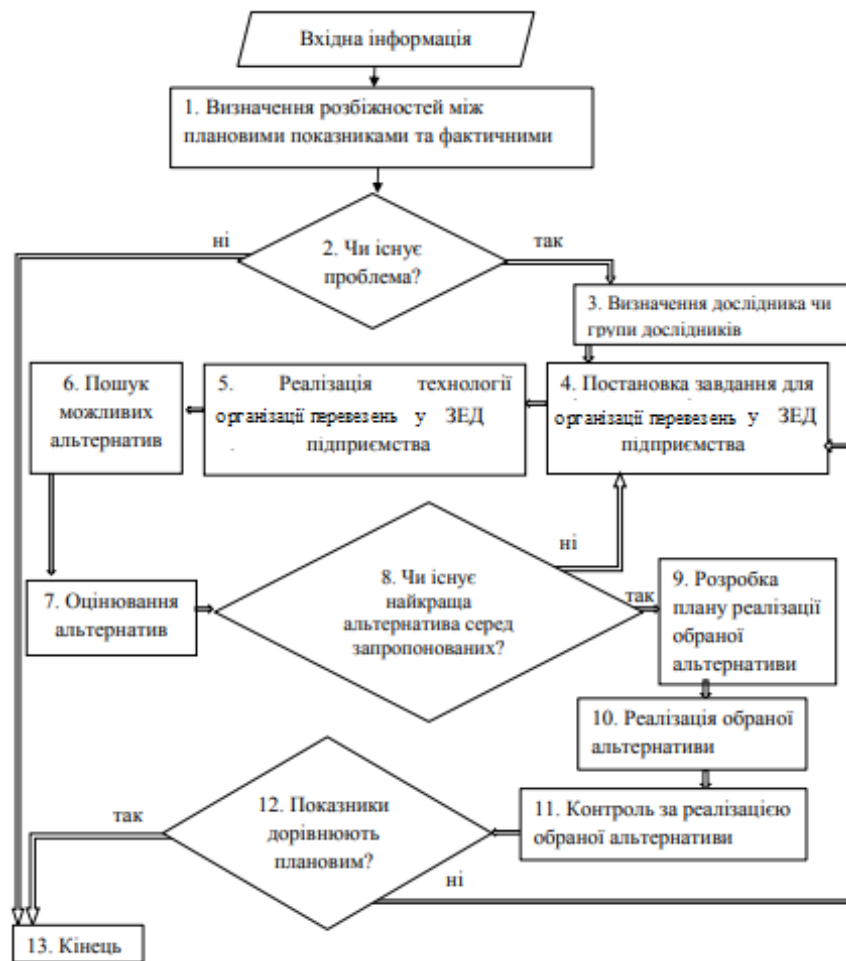 Вхідна інформація
1. Визначення розбіжностей між
плановими показниками та фактичними
ні
2. Чи існує
проблема?
так
3. Визначення дослідника чи
групи дослідників
4. Постановка завдання для
організації перевезень у ЗЕД
підприємства
5. Реалізація технології
організації перевезень у ЗЕД
підприємства
6. Пошук
можливих
альтернатив
7. Оцінювання
альтернатив
8. Чи існує
найкраща
альтернатива серед
запропонованих?
ні
так
9. Розробка
плану реалізації
обраної
альтернативи
10. Реалізація обраної
альтернативи
11. Контроль за реалізацією
обраної альтернативи
12. Показники
дорівнюють
плановим?
так
ні
13. Кінець